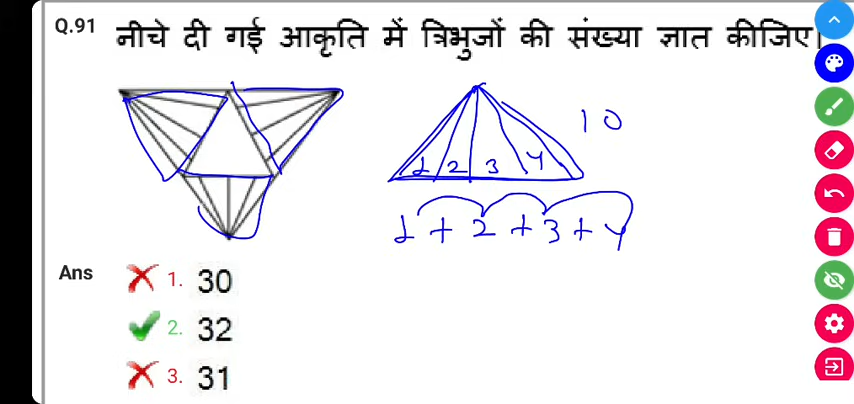 Q.91 नीचे दी गई आकृति में त्रिभुजों की संख्या ज्ञात कीजिए।
1 2 3 4
10
1 + 2 + 3 + 4
Ans
1. 30
2. 32
3. 31